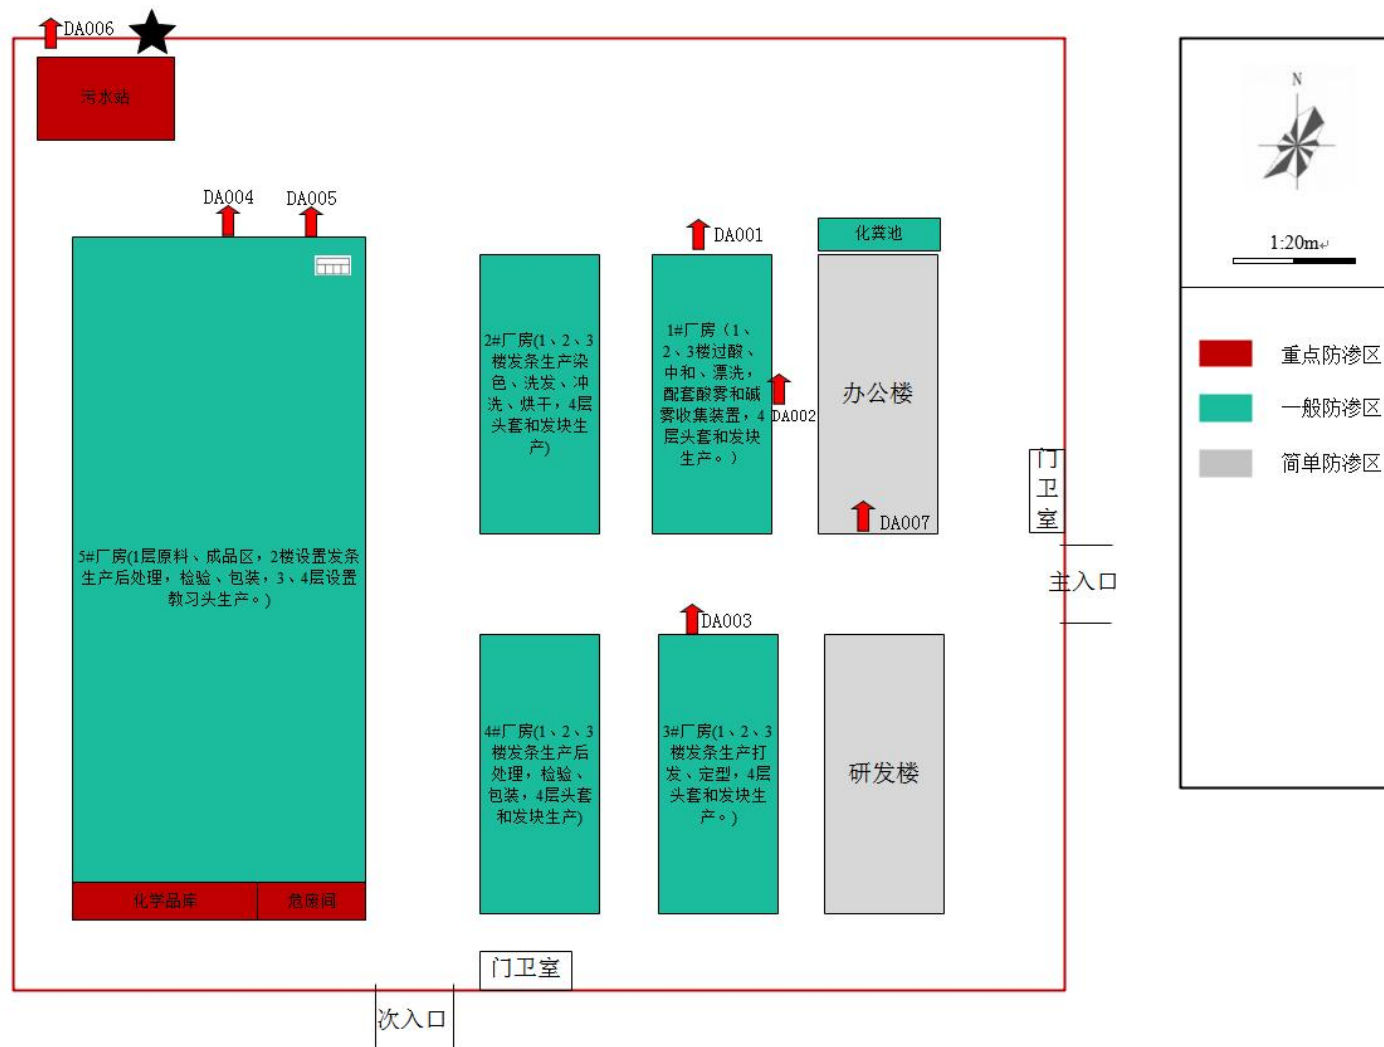 DA006
污水站
N
1:20m
DA004
DA005
DA001
化粪池
2#厂房(1、2、3
楼发条生产染
色、洗发、冲
洗、烘干，4层
头套和发块生
产)
1#厂房（1、
2、3楼过酸、
中和、漂洗，
配套酸雾和碱
雾收集装置，4
层头套和发块
生产。）
DA002
办公楼
DA007
重点防渗区
一般防渗区
简单防渗区
门
卫
室
主入口
5#厂房(1层原料、成品区，2楼设置发条
生产后处理，检验、包装，3、4层设置
教习头生产。)
DA003
4#厂房(1、2、3
楼发条生产后
处理，检验、
包装，4层头套
和发块生产)
3#厂房(1、2、3
楼发条生产打
发、定型，4层
头套和发块生
产。)
研发楼
化学品库
危废间
门卫室
次入口